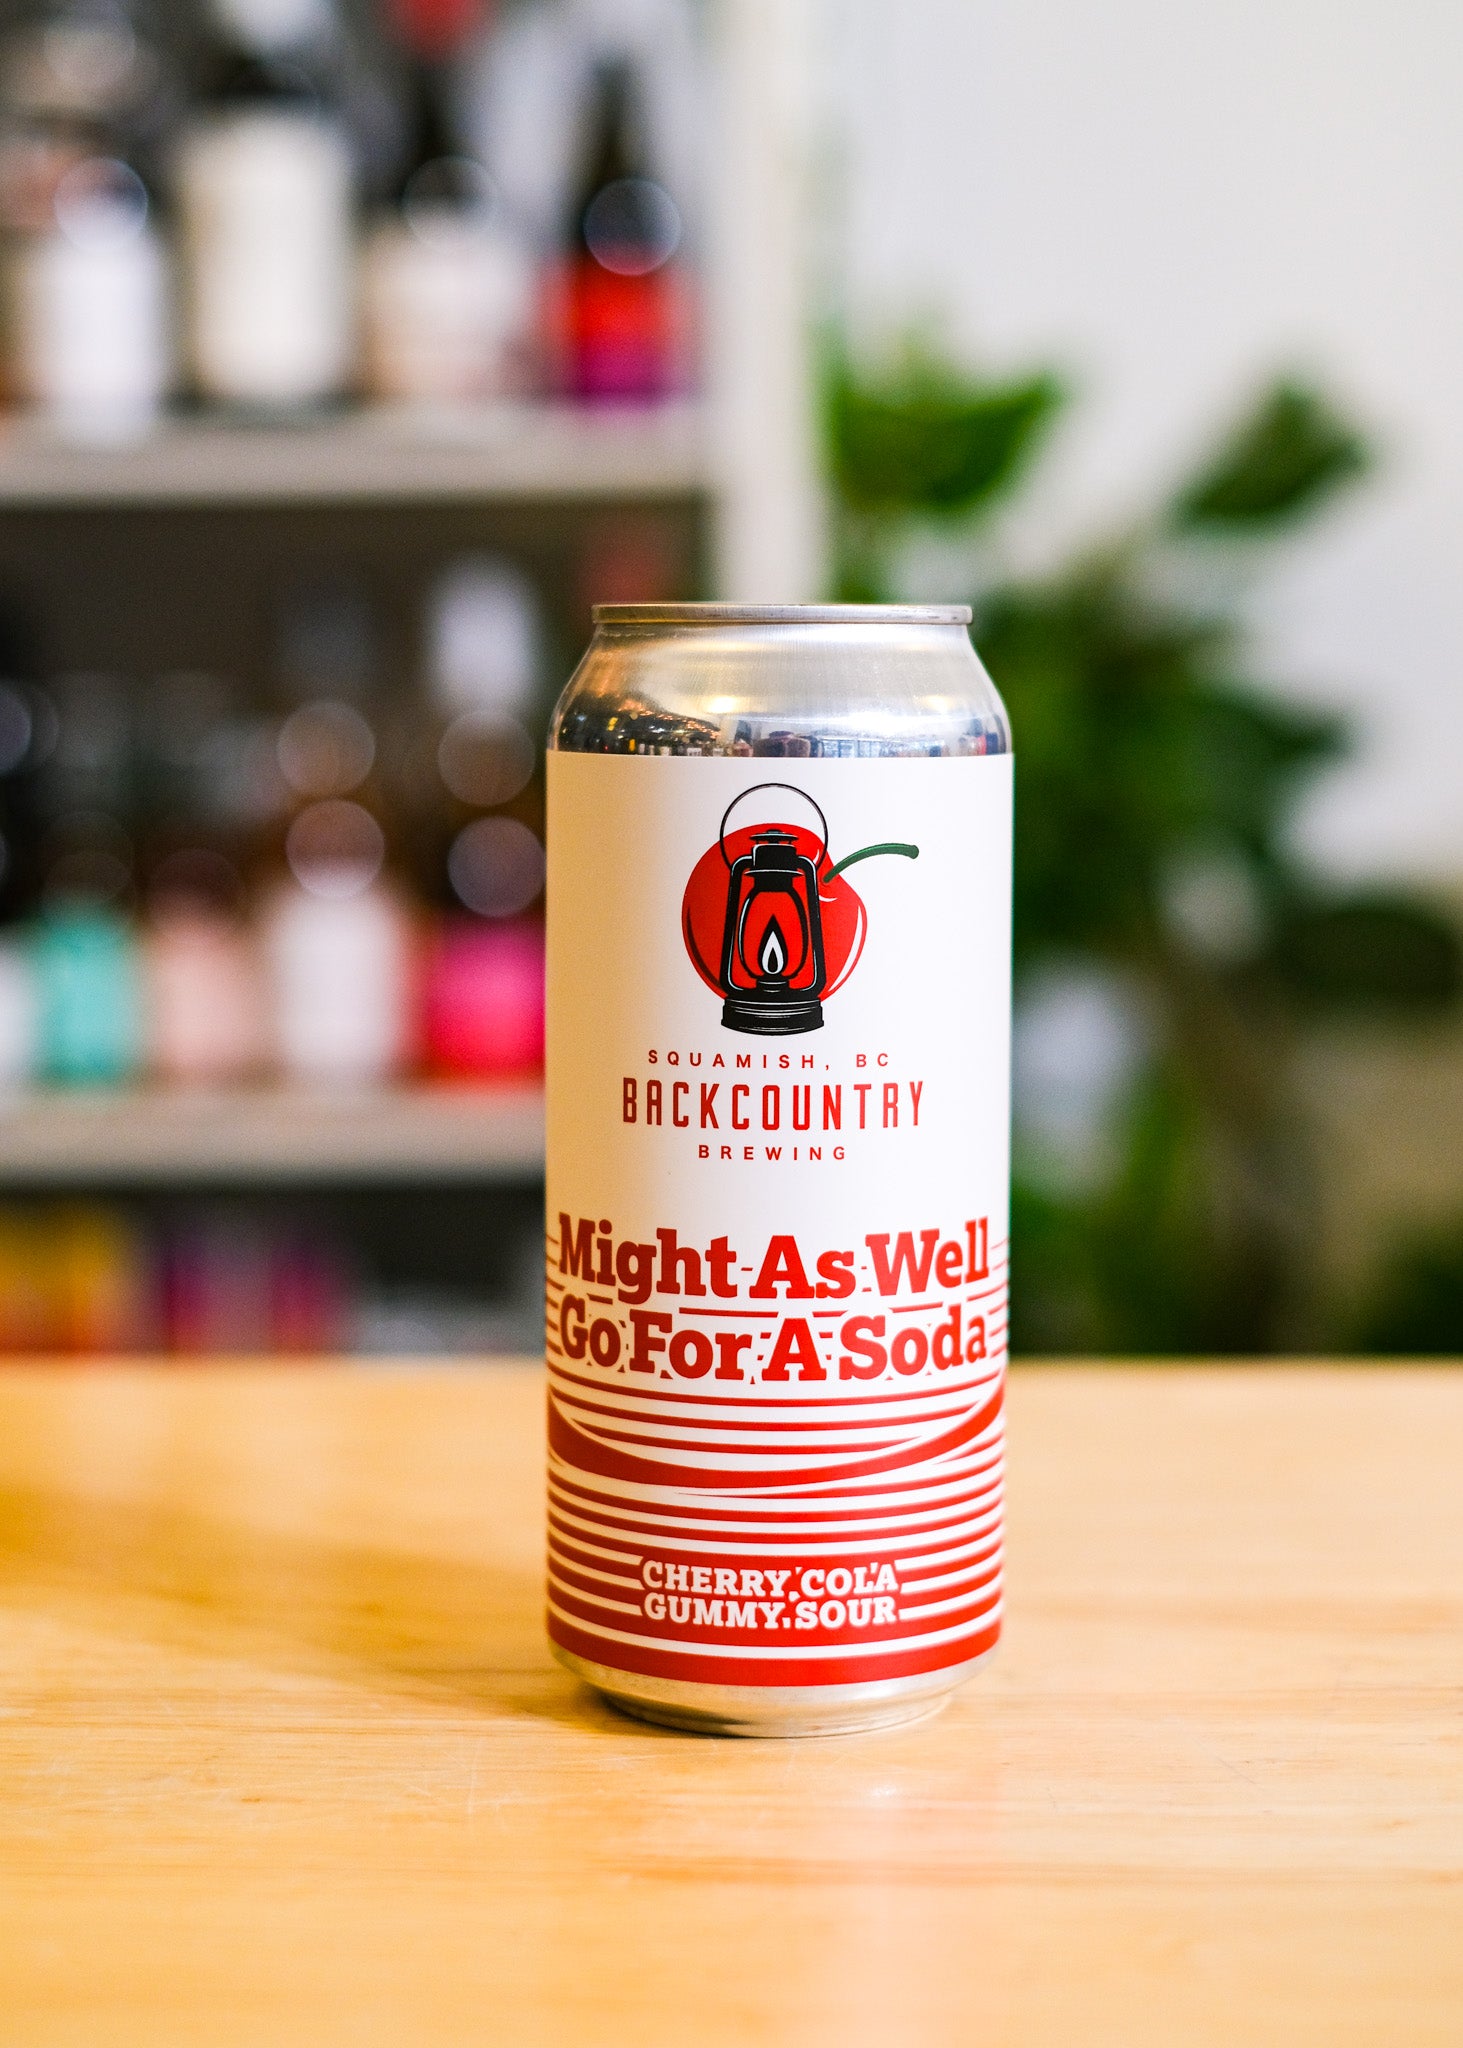 SQUAMISH, BC
BACKCOUNTRY
BREWING
Might As Well
Go For A Soda
CHERRY COLA
GUMMY SOUR